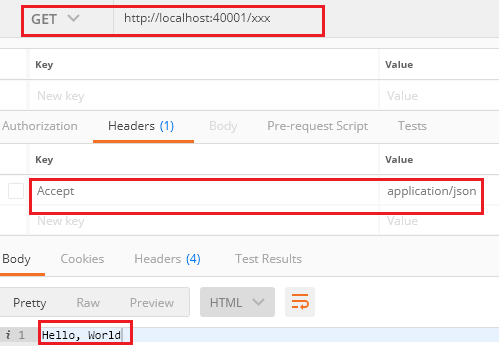 GET http://localhost:40001/xxx
Key Value
New key Value
Authorization Headers (1) Body Pre-request Script Tests
Key Value
Accept application/json
New key Value
Body Cookies Headers (4) Test Results
Pretty Raw Preview HTML
i 1 Hello, World